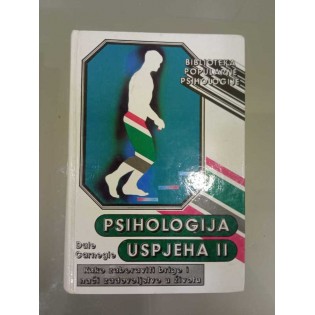 BIBLIOTEKA
POPULARNE
PSIHOLOGIJE
PSIHOLOGIJA
Dale
Carnegie
USPJEHA II
Kako zaboraviti brige i
naći zadovoljstvo u životu